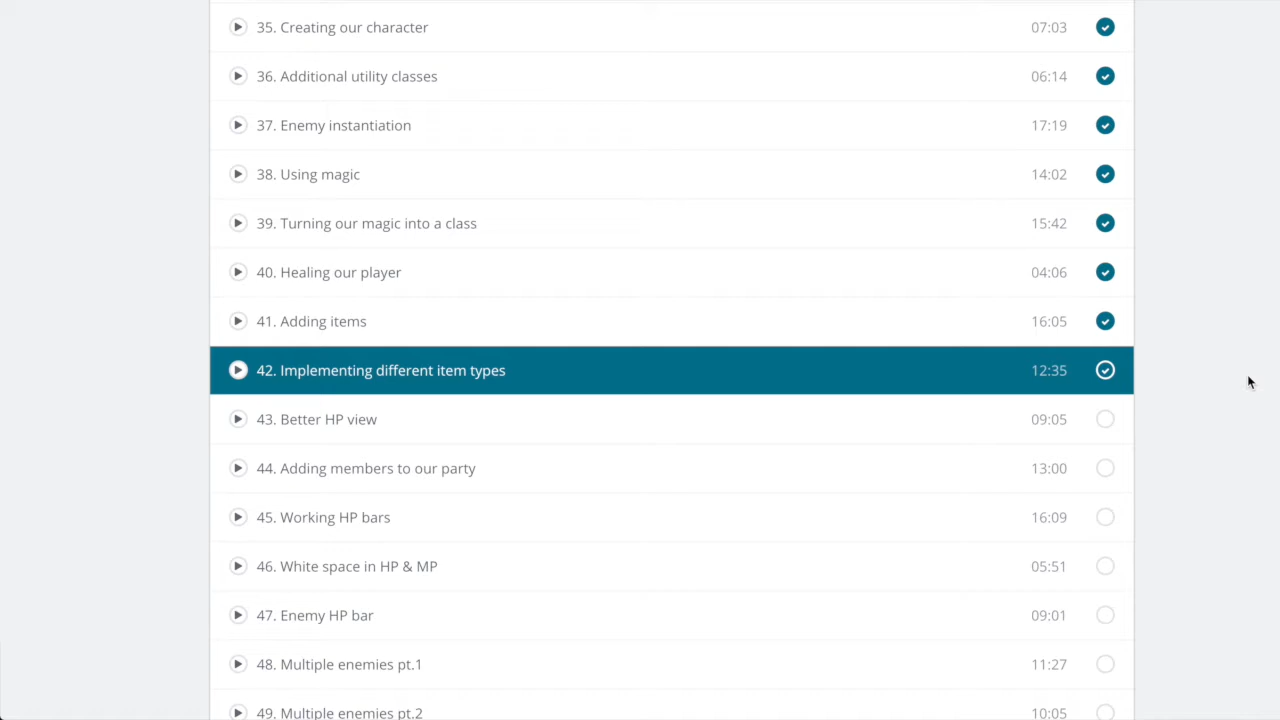 35. Creating our character 07:03
36. Additional utility classes 06:14
37. Enemy instantiation 17:19
38. Using magic 14:02
39. Turning our magic into a class 15:42
40. Healing our player 04:06
41. Adding items 16:05
42. Implementing different item types 12:35
43. Better HP view 09:05
44. Adding members to our party 13:00
45. Working HP bars 16:09
46. White space in HP & MP 05:51
47. Enemy HP bar 09:01
48. Multiple enemies pt.1 11:27
49. Multiple enemies pt.2 10:05